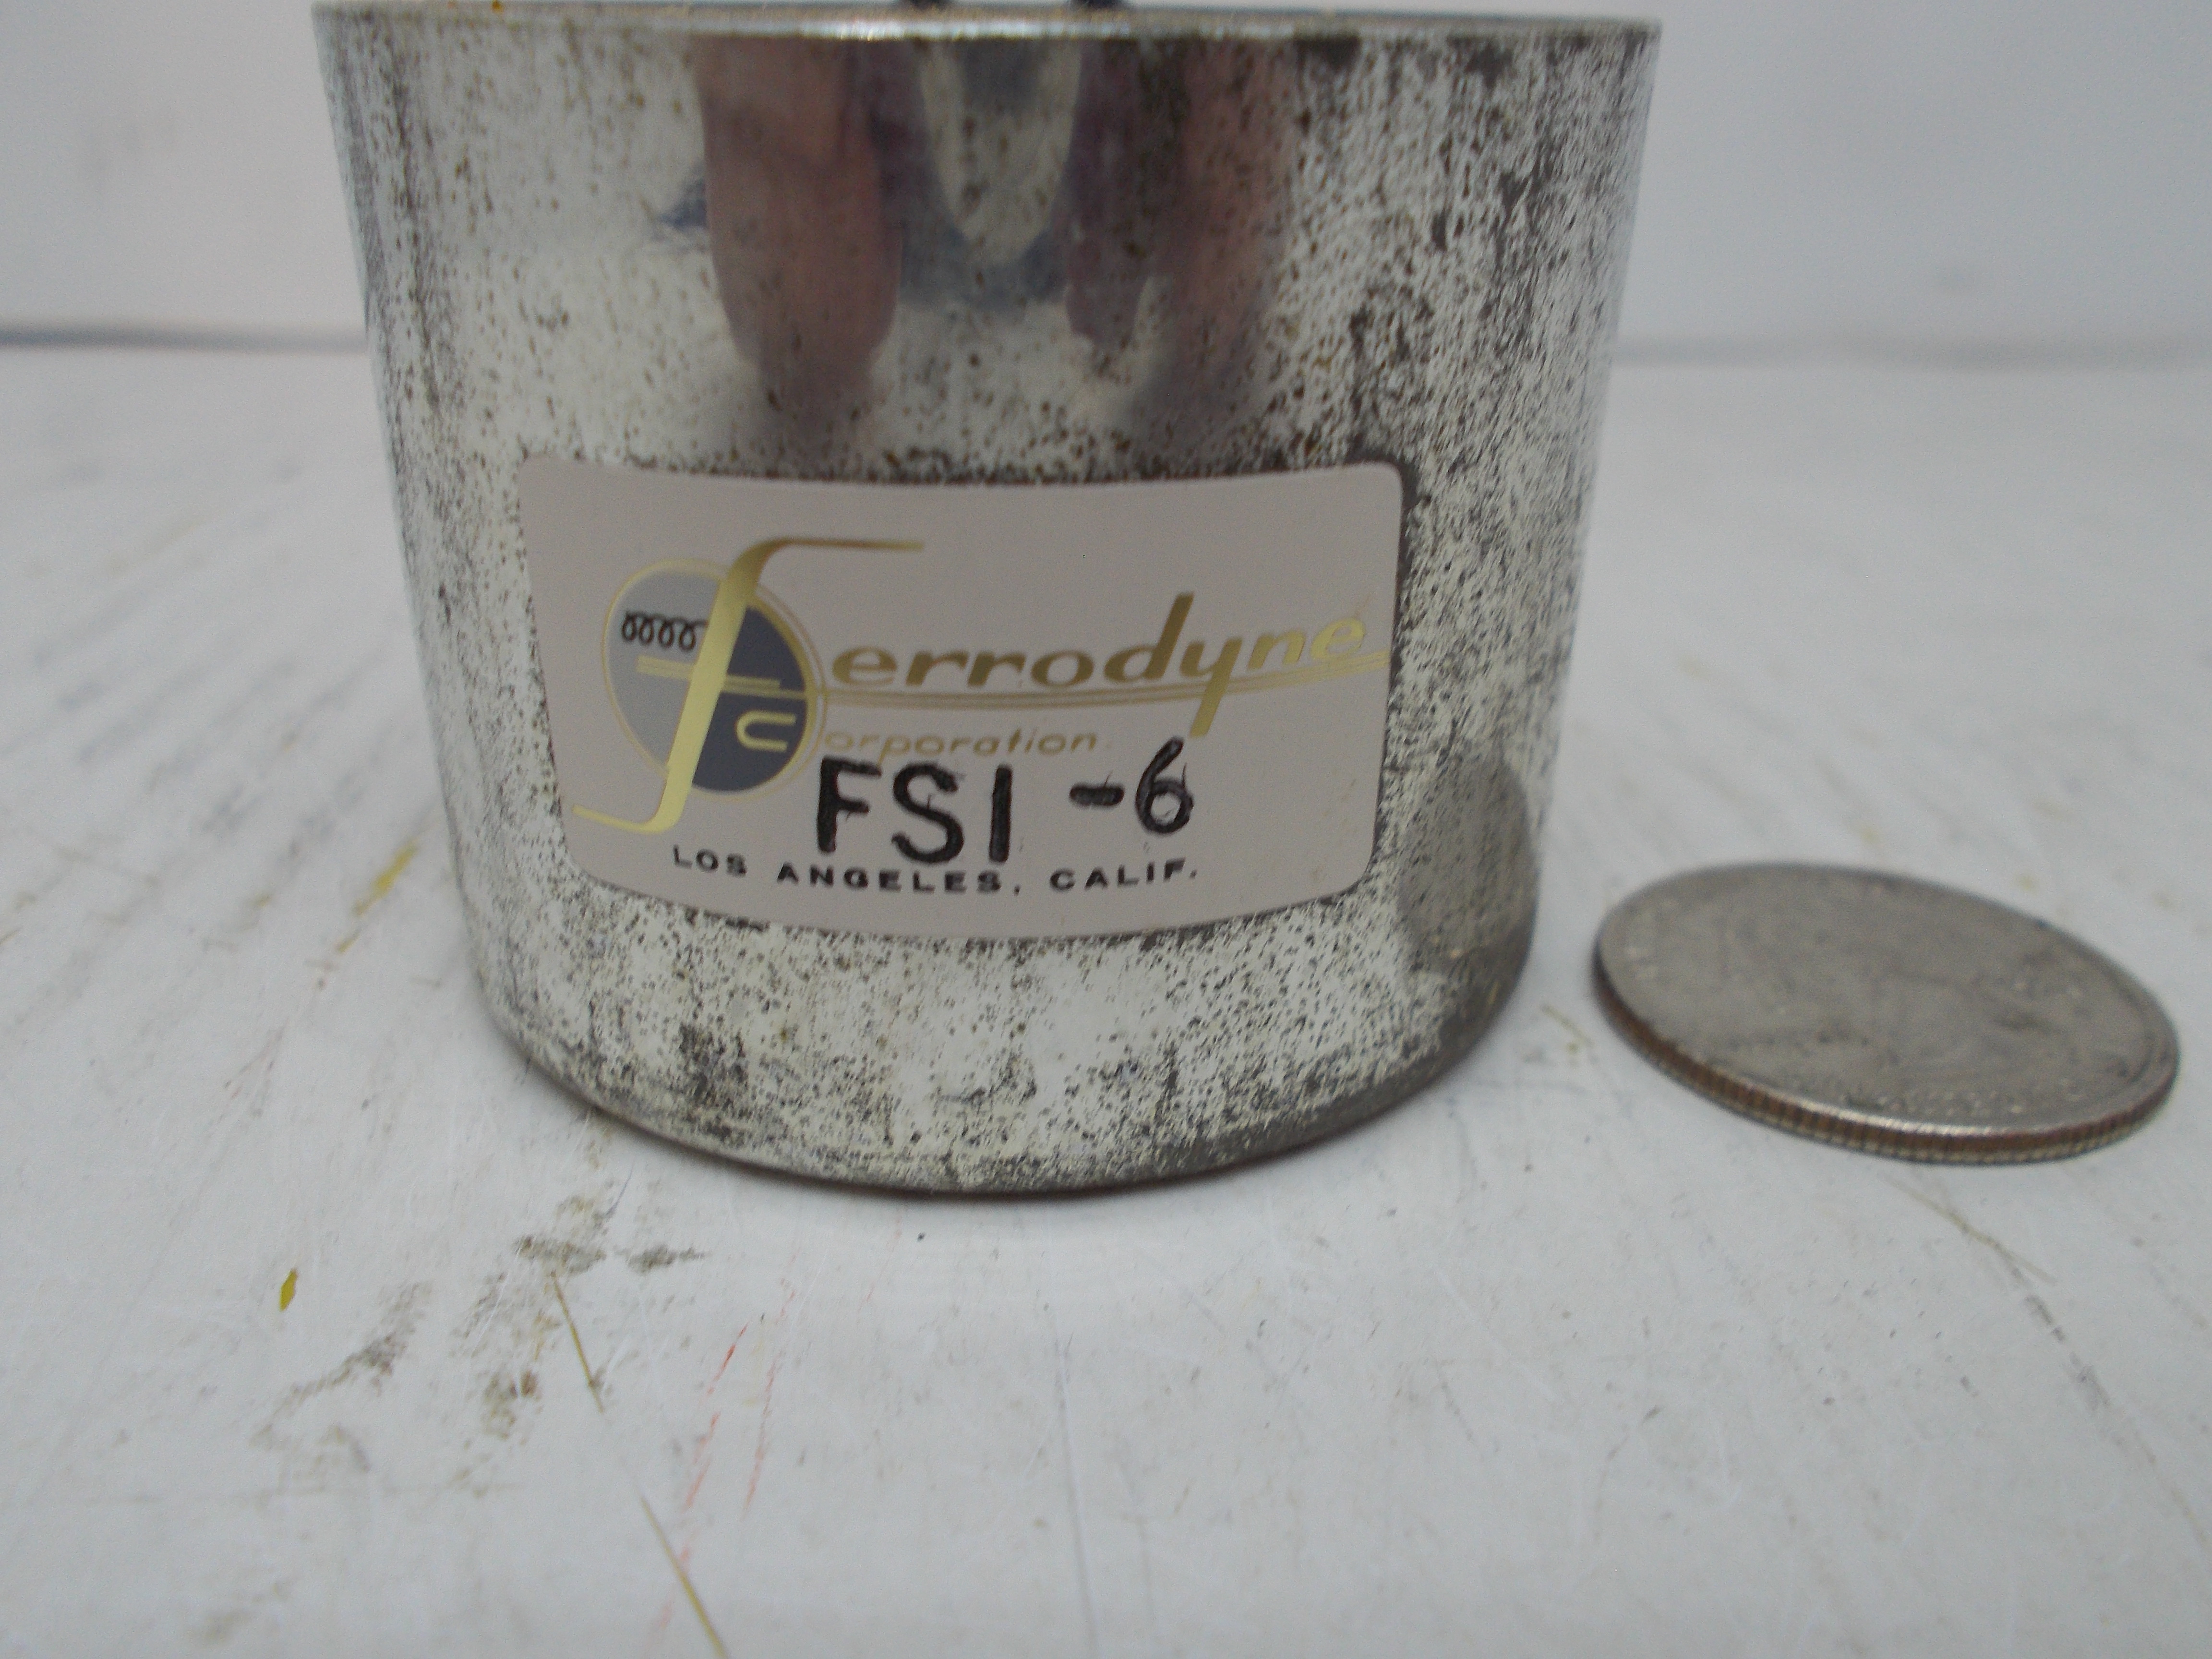 Ferrodyne
Corporation
FSI-6
LOS ANGELES, CALIF.